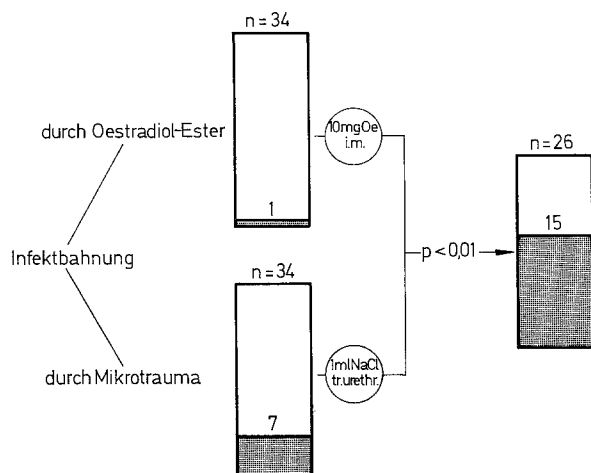 n=34
durch Oestradiol-Ester
10mgOe
i.m.
n=26
1
15
Infektbahnung
p<0,01
n=34
durch Mikrotrauma
1mlNaCl
tr.urethr.
7